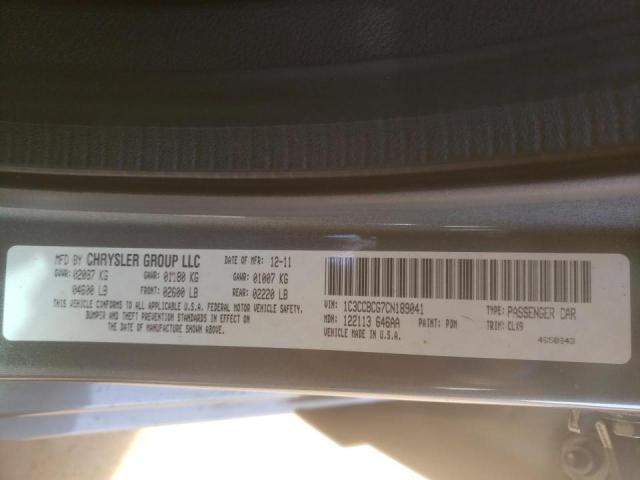 MFD BY CHRYSLER GROUP LLC DATE OF MFR 12-11
GVWR: 02087 KG GAWR: 01180 KG GAWR: 01007 KG
04600 LB FRONT: 02600 LB REAR: 02220 LB
THIS VEHICLE CONFORMS TO ALL APPLICABLE U.S.A. FEDERAL MOTOR VEHICLE SAFETY,
BUMPER AND THEFT PREVENTION STANDARDS IN EFFECT ON
THE DATE OF MANUFACTURE SHOWN ABOVE.
VIN: 1C3CCBCG7CN189041 TYPE: PASSENGER CAR
MDH: 122113 646AA PAINT: PDM TRIM: CLX9
VEHICLE MADE IN U.S.A. 4650843